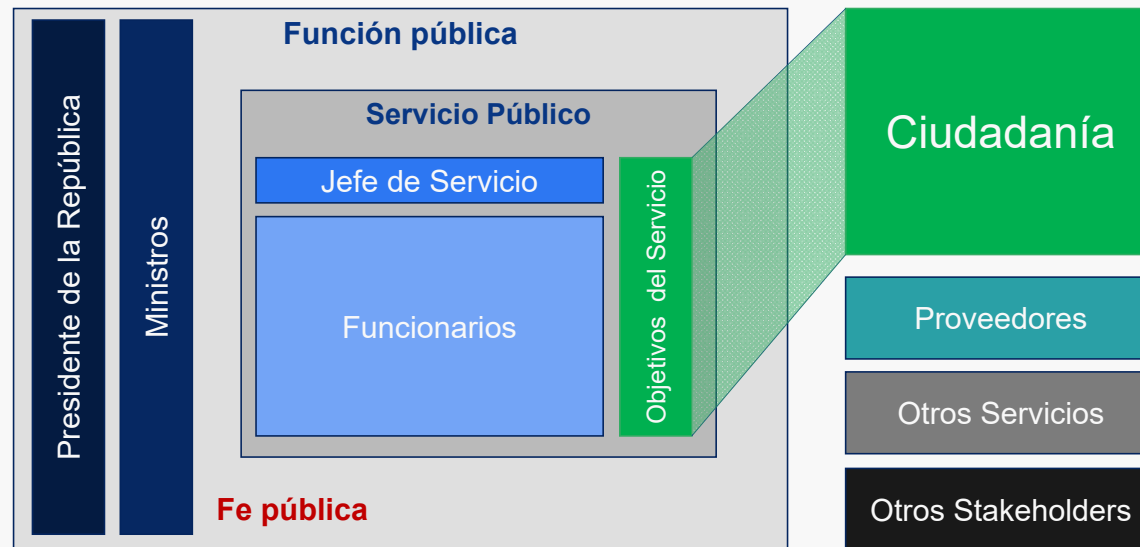 Función pública
Presidente de la República
Ministros
Servicio Público
Jefe de Servicio
Funcionarios
Objetivos del Servicio
Fe pública
Ciudadanía
Proveedores
Otros Servicios
Otros Stakeholders